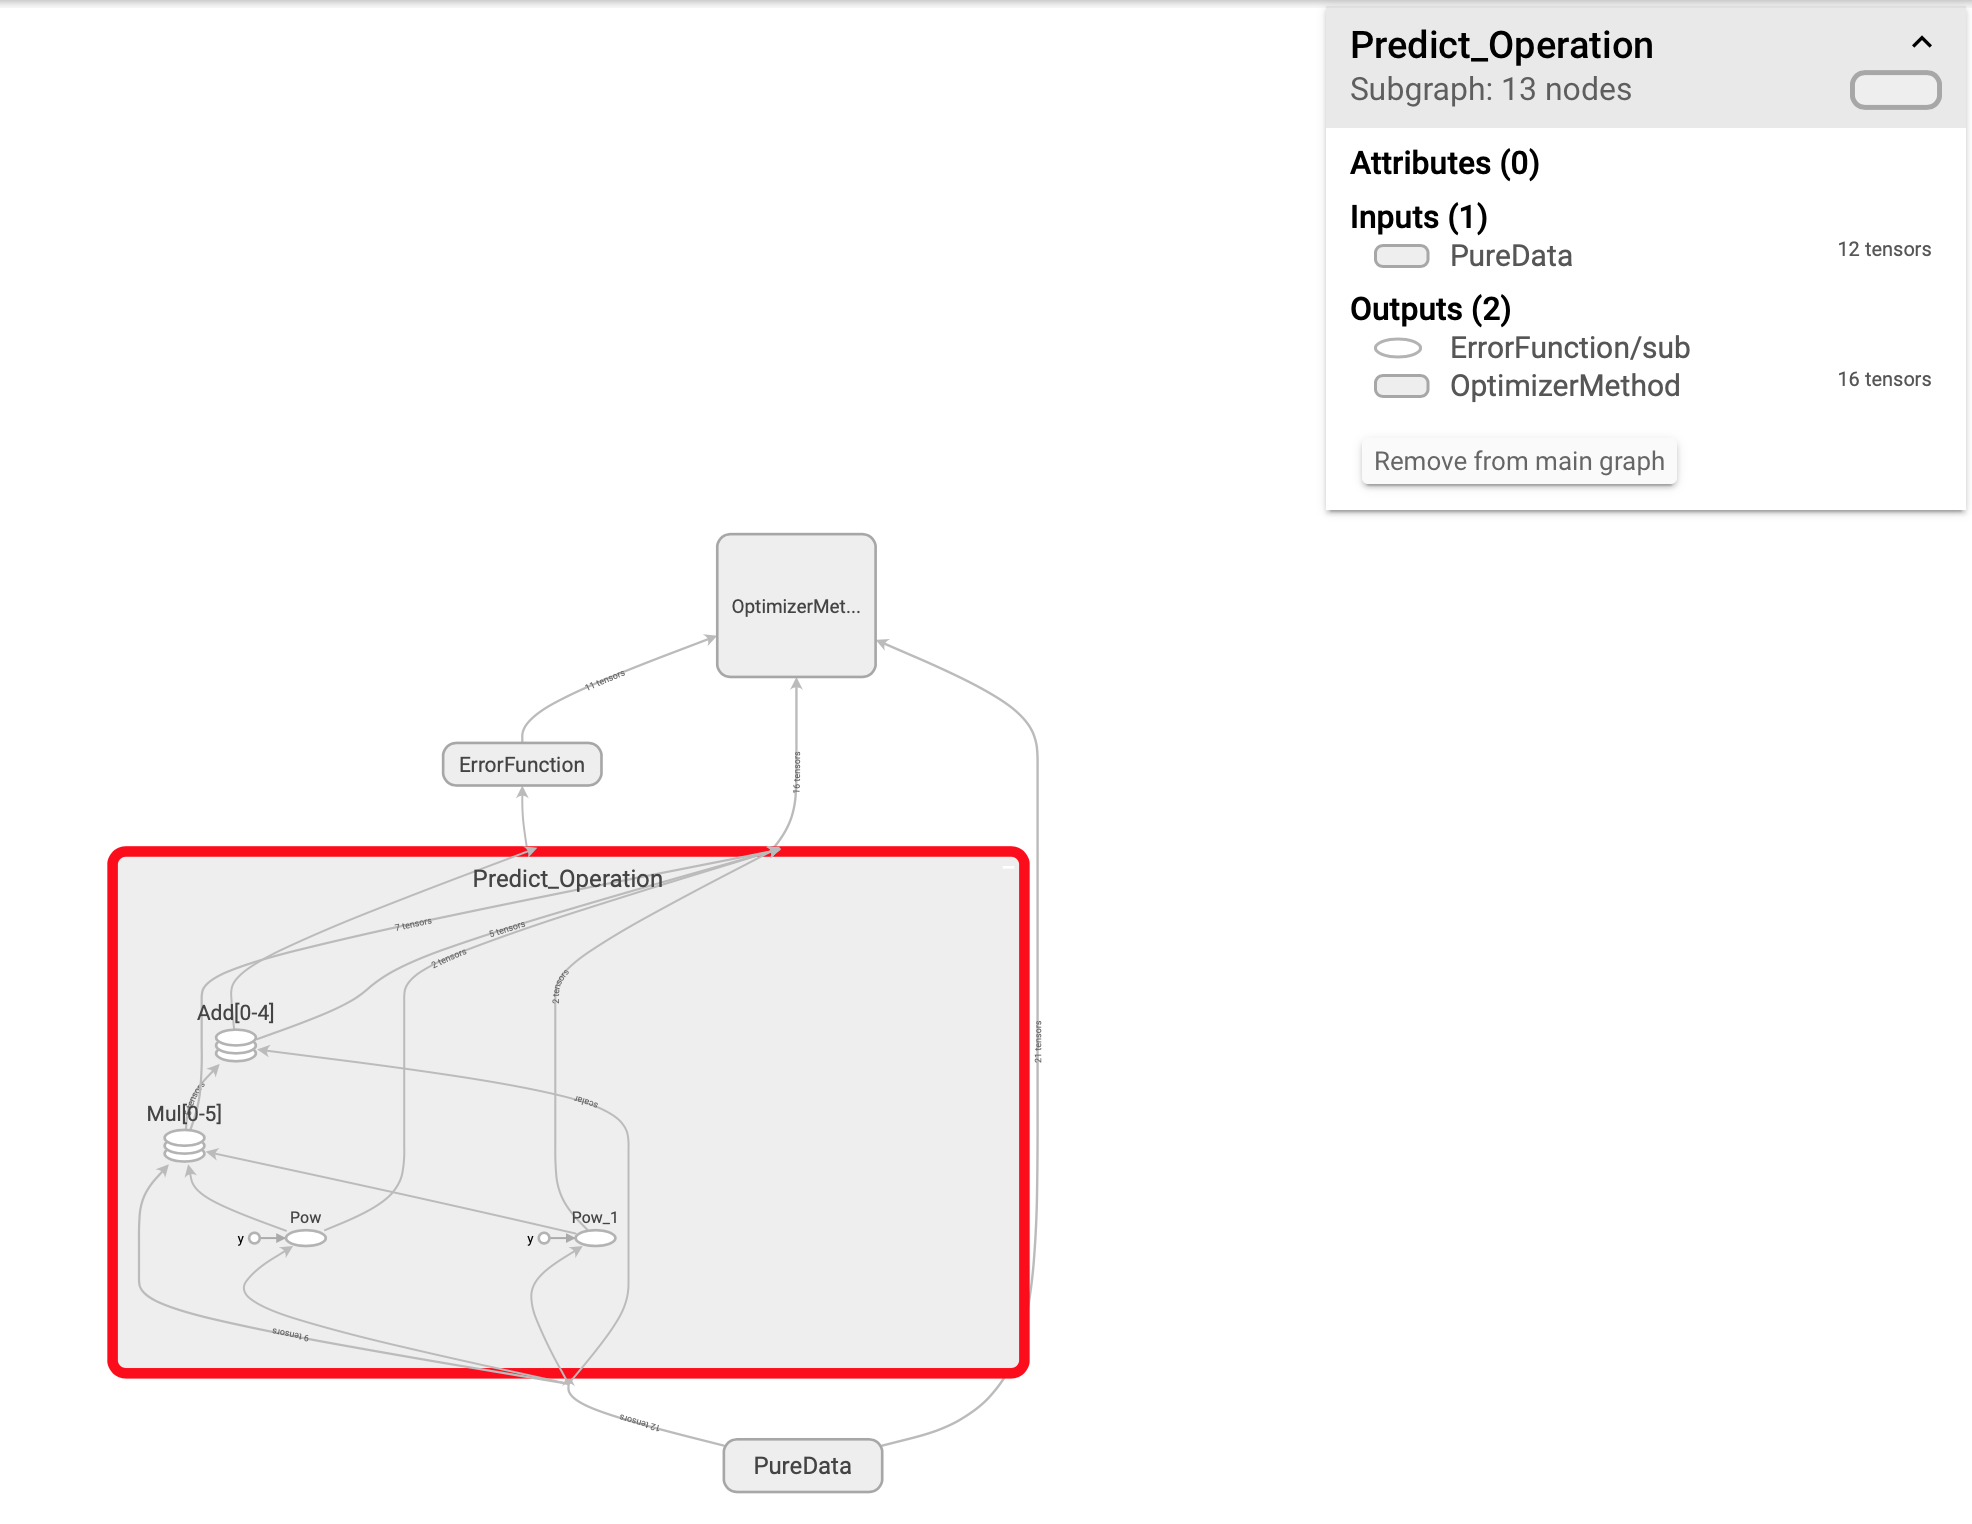 Predict_Operation
Subgraph: 13 nodes
Attributes (0)
Inputs (1)
PureData
12 tensors
Outputs (2)
ErrorFunction/sub
OptimizerMethod
16 tensors
Remove from main graph
OptimizerMet...
11 tensors
ErrorFunction
16 tensors
Predict_Operation
7 tensors
5 tensors
2 tensors
2 tensors
Add[0-4]
21 tensors
scalar
Mul[0-5]
Pow
Pow_1
y
y
9 tensors
12 tensors
PureData